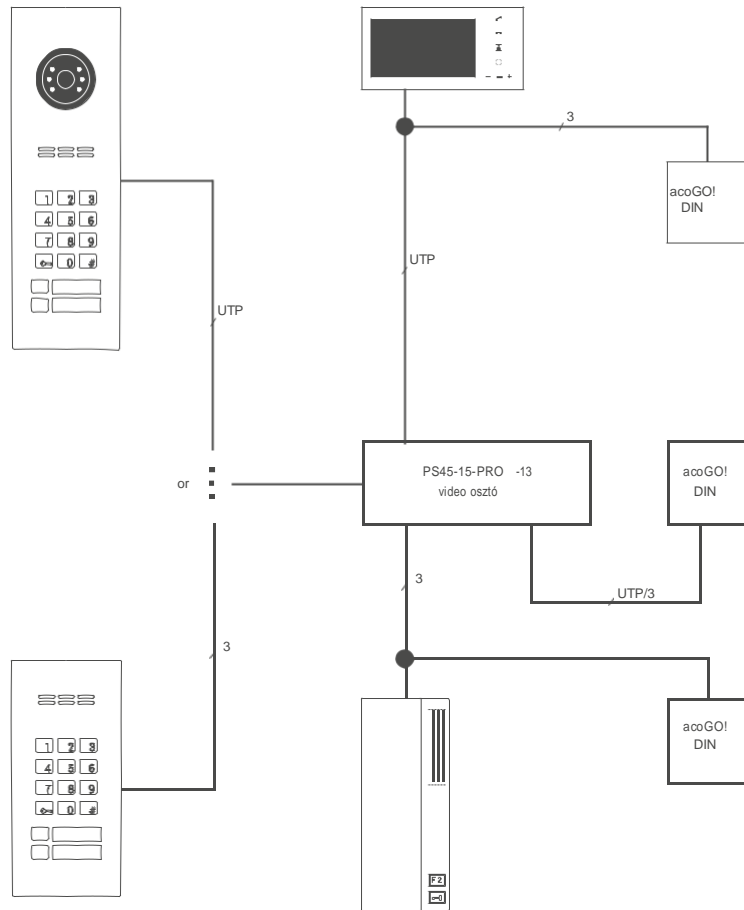 1 2 3
4 5 6
7 8 9
0 #
UTP
3
acoGO!
DIN
UTP
or
PS45-15-PRO -13
video osztó
acoGO!
DIN
3
UTP/3
3
1 2 3
4 5 6
7 8 9
0 #
acoGO!
DIN
F2